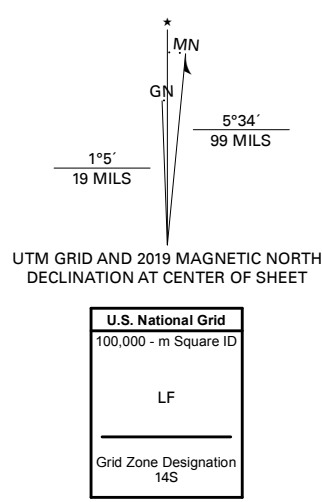 ★
MN
GN
5°34´
99 MILS
1°5´
19 MILS
UTM GRID AND 2019 MAGNETIC NORTH
DECLINATION AT CENTER OF SHEET
U.S. National Grid
100,000 - m Square ID
LF
Grid Zone Designation
14S